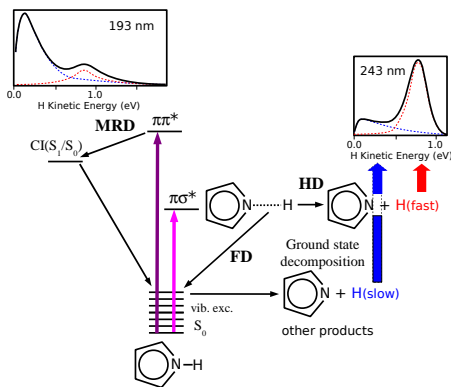 193 nm
0.0 1.0
H Kinetic Energy (eV)
243 nm
0.0 1.0
H Kinetic Energy (eV)
MRD
ππ*
CI(S1/S0)
πσ*
N H
HD
N + H(fast)
FD
Ground state
decomposition
vib. exc.
S0
N + H(slow)
other products
N-H